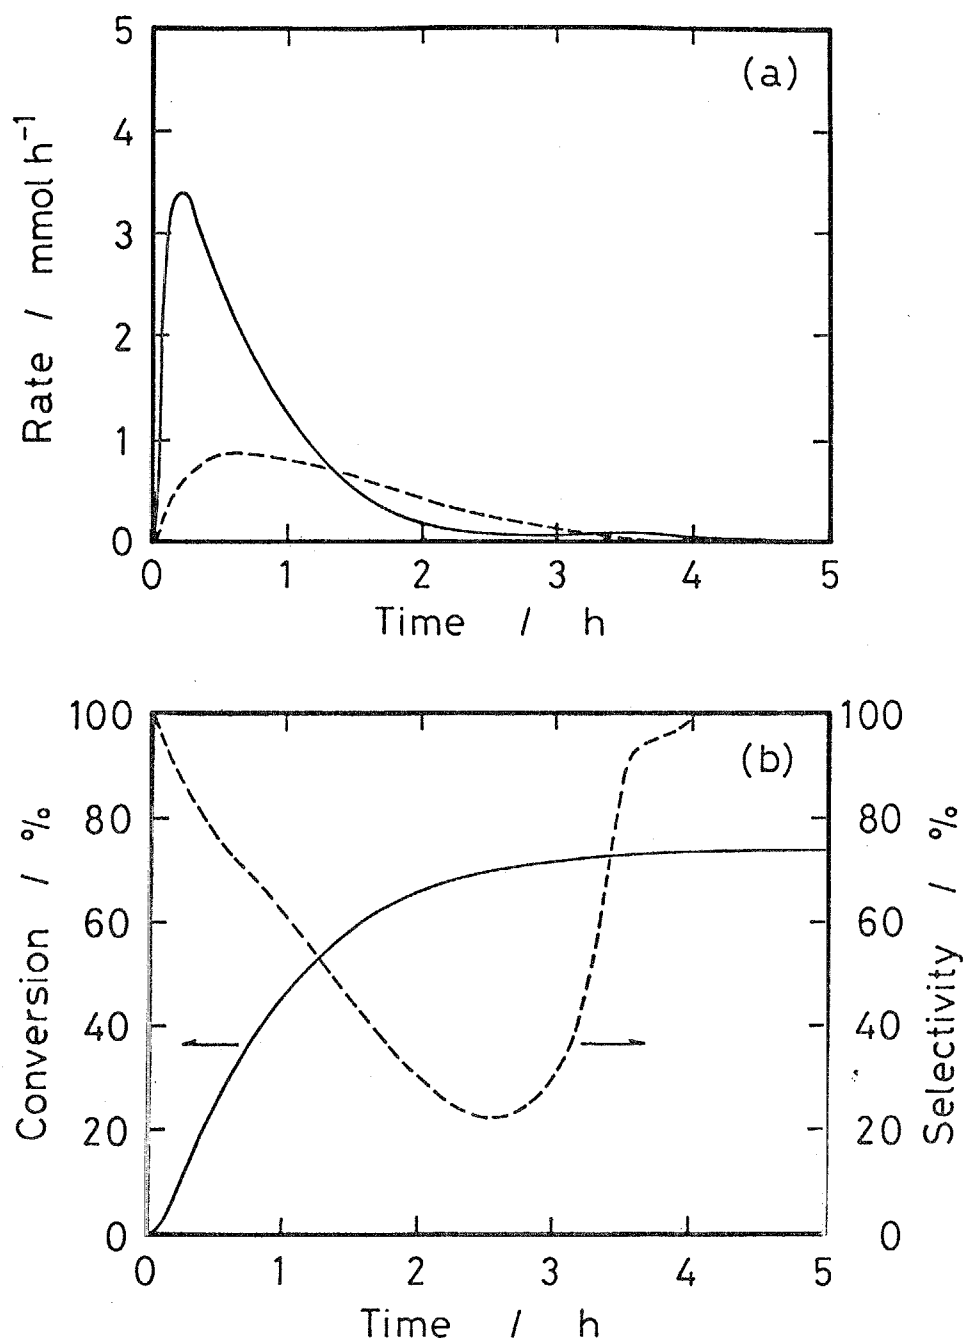 5
(a)
4
3
2
1
0
Rate / mmol h⁻¹
0 1 2 3 4 5
Time / h
100 100
(b)
80 80
60 60
40 40
20 20
0 0
Conversion / %
Selectivity / %
0 1 2 3 4 5
Time / h